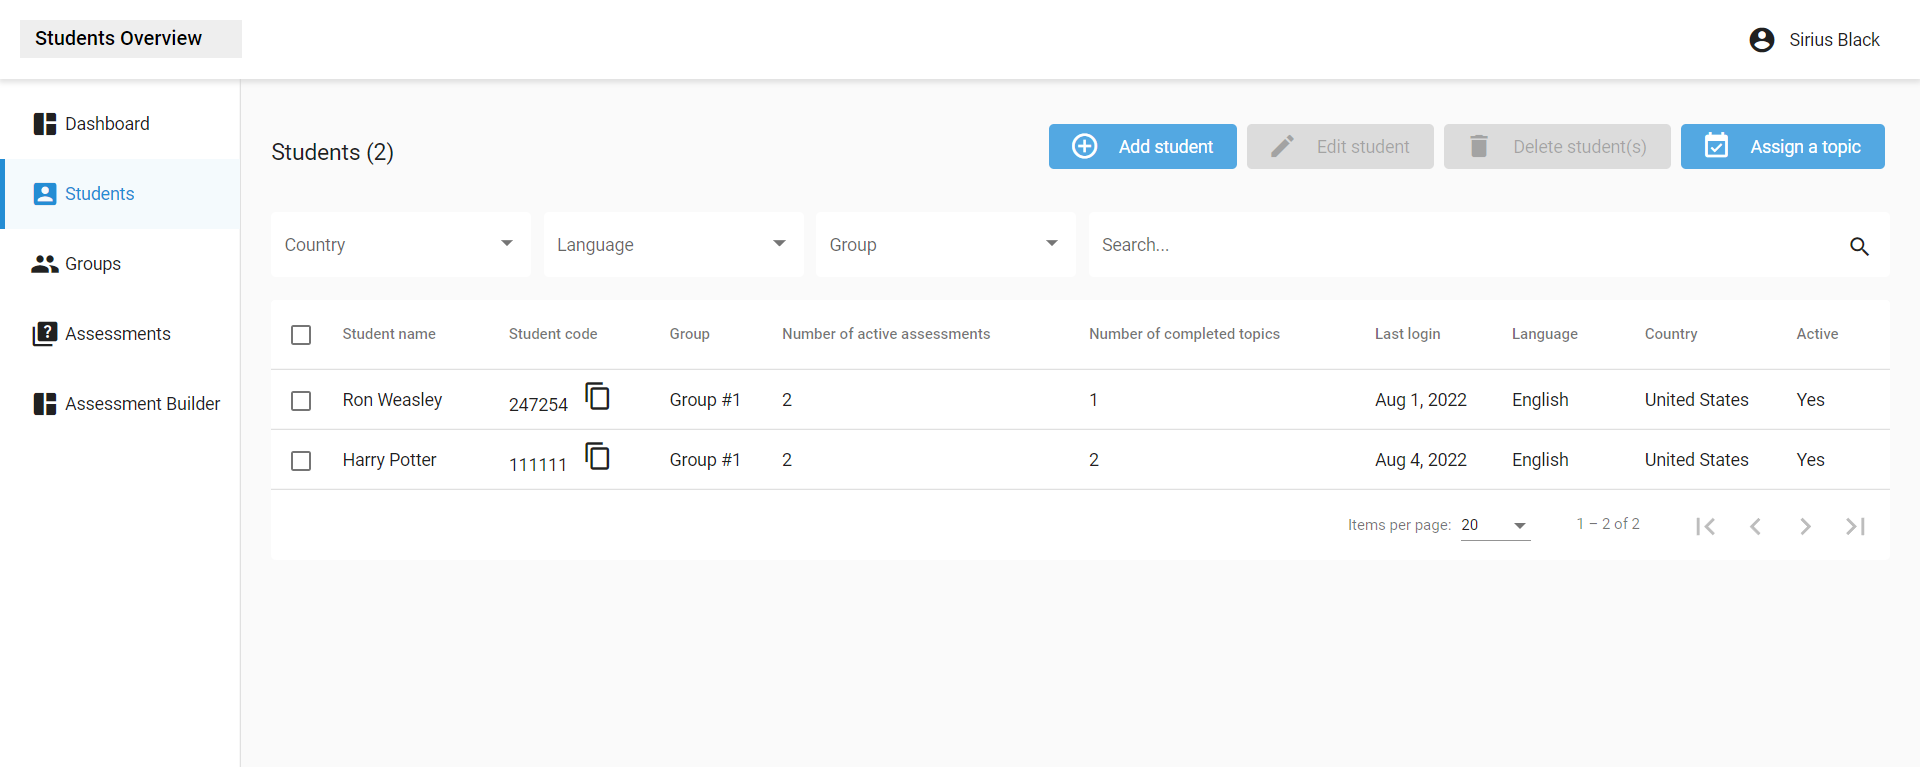 Students Overview
Sirius Black
Dashboard
Students
Groups
Assessments
Assessment Builder
Students (2)
Add student
Edit student
Delete student(s)
Assign a topic
Country
Language
Group
Search...
Student name Student code Group Number of active assessments Number of completed topics Last login Language Country Active
Ron Weasley 247254 Group #1 2 1 Aug 1, 2022 English United States Yes
Harry Potter 111111 Group #1 2 2 Aug 4, 2022 English United States Yes
Items per page: 20 1 – 2 of 2